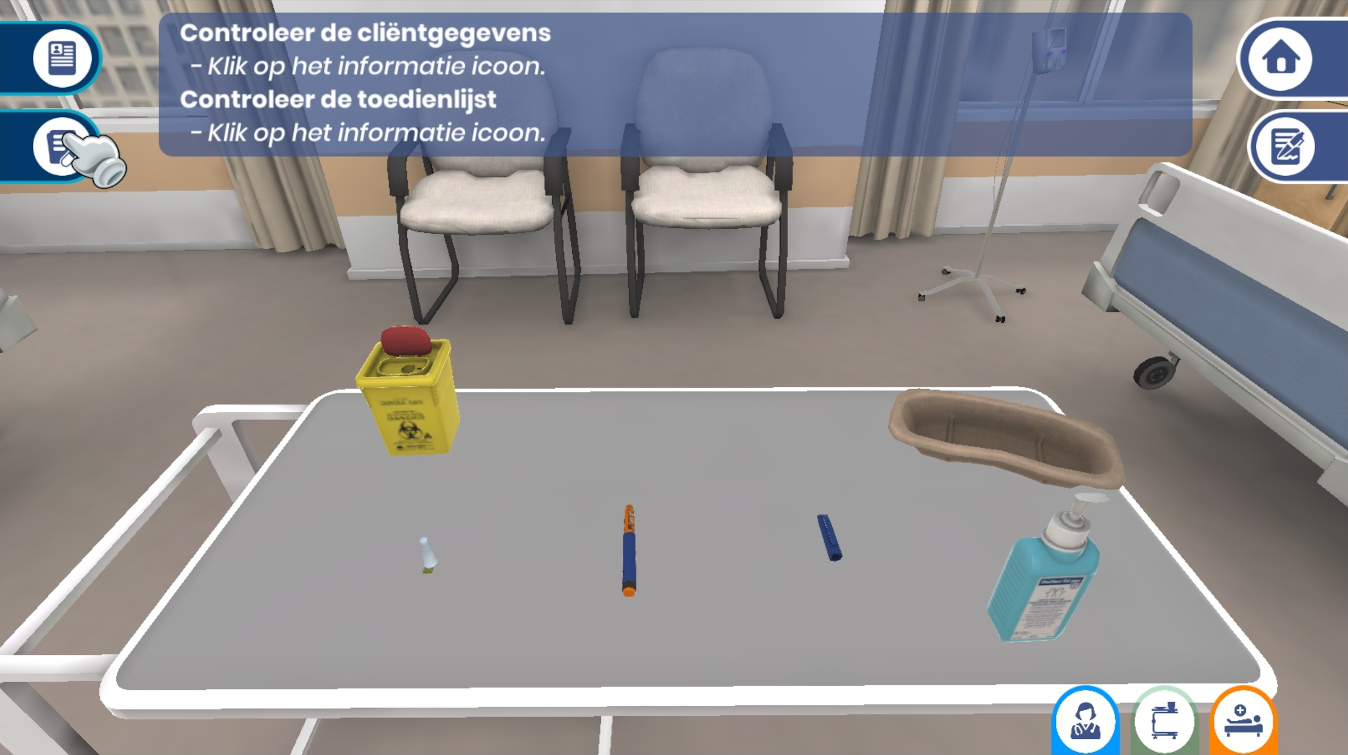 Controleer de cliëntgegevens
- Klik op het informatie icoon.
Controleer de toedienlijst
- Klik op het informatie icoon.